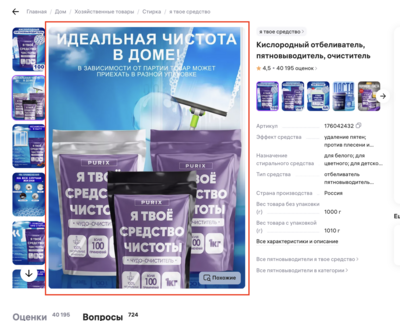 Главная
Дом
Хозяйственные товары
Стирка
я твое средство
ИДЕАЛЬНАЯ ЧИСТОТА
В ДОМЕ!
В ЗАВИСИМОСТИ ОТ ПАРТИИ ТОВАР МОЖЕТ
ПРИЕХАТЬ В РАЗНОЙ УПАКОВКЕ
PURIX
Я ТВОЁ
СРЕДСТВО
ЧИСТОТЫ
PURIX
Я ТВОЁ
СРЕДСТВО
ЧИСТОТЫ
ЧУДО-ОЧИСТИТЕЛЬ
БОЛЕЕ
100
1КГ
Похожие
я твое средство
Кислородный отбеливатель,
пятновыводитель, очиститель
4,5 • 40 195 оценок
Артикул 176042432
Эффект средства удаление пятен;
против плесени и...
Назначение
стирального средства
для белого; для
цветного; для детско...
Тип средства отбеливатель
пятновыводитель...
Страна производства Россия
Вес товара без упаковки
(г) 1000 г
Вес товара с упаковкой
(г) 1010 г
Все характеристики и описание
Все пятновыводители в твое средство
Все пятновыводители в категории
Оценки 40 195 Вопросы 724